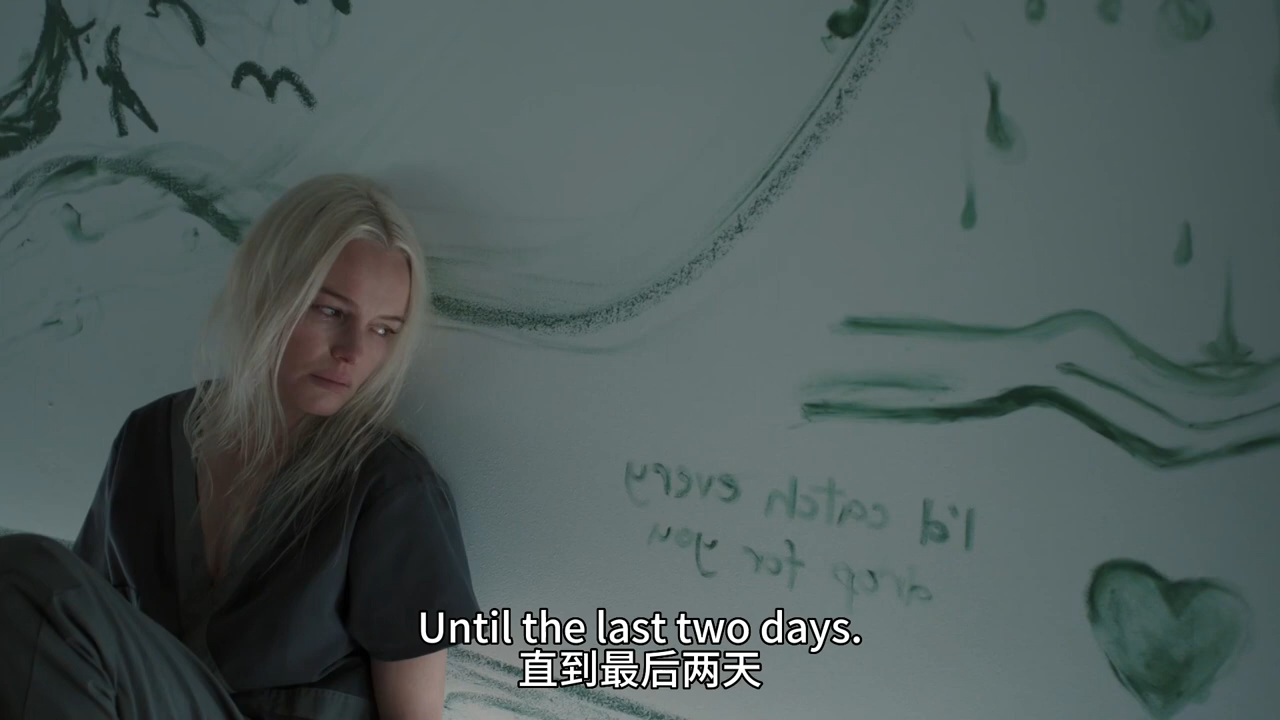 I'd catch every
drop for you
Until the last two days.
直到最后两天